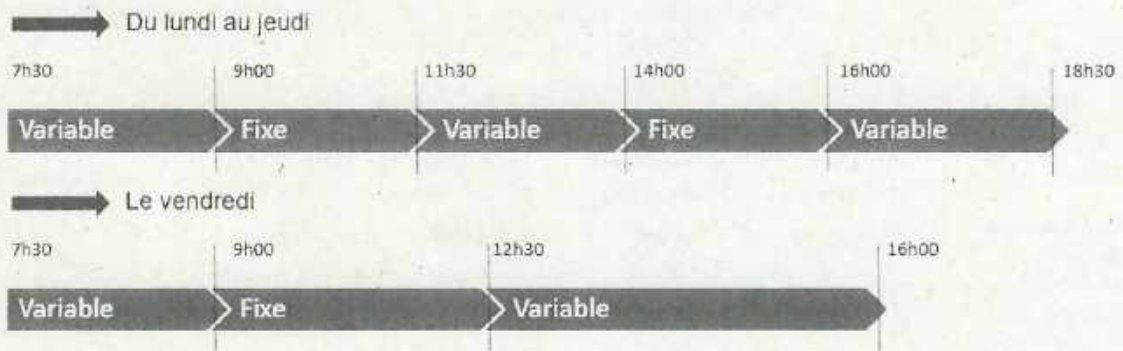 Du lundi au jeudi
7h30 9h00 11h30 14h00 16h00 18h30
Variable Fixe Variable Fixe Variable
Le vendredi
7h30 9h00 12h30 16h00
Variable Fixe Variable